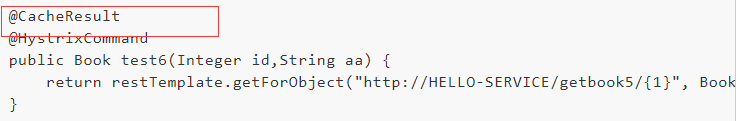 @CacheResult
@HystrixCommand
public Book test6(Integer id,String aa) {
    return restTemplate.getForObject("http://HELLO-SERVICE/getbook5/{1}", Book
}